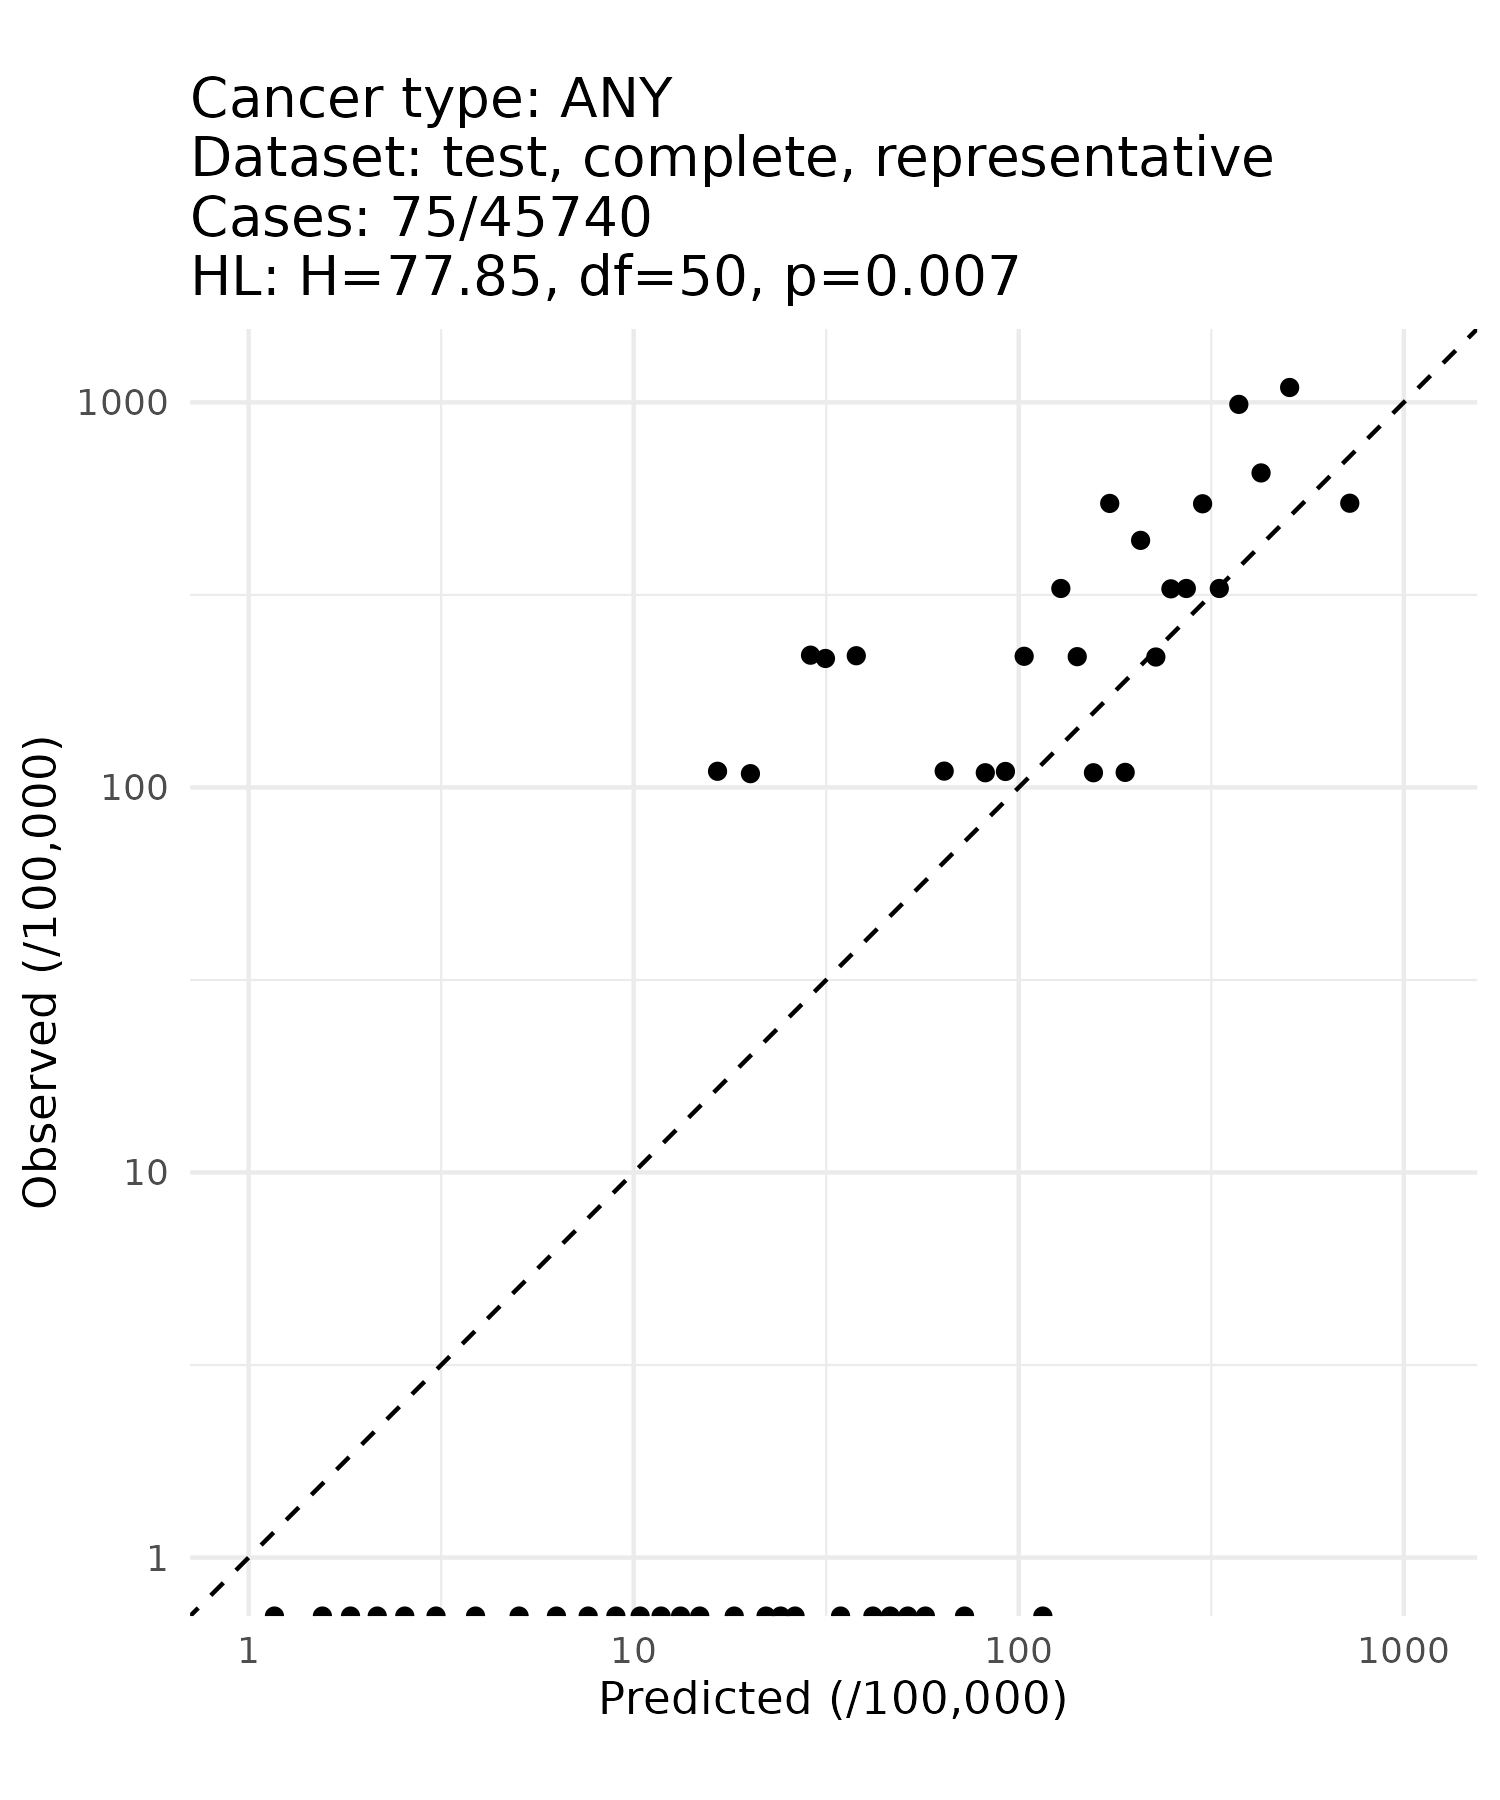 Cancer type: ANY
Dataset: test, complete, representative
Cases: 75/45740
HL: H=77.85, df=50, p=0.007
Observed (/100,000)
1000
100
10
1
1
10
100
1000
Predicted (/100,000)